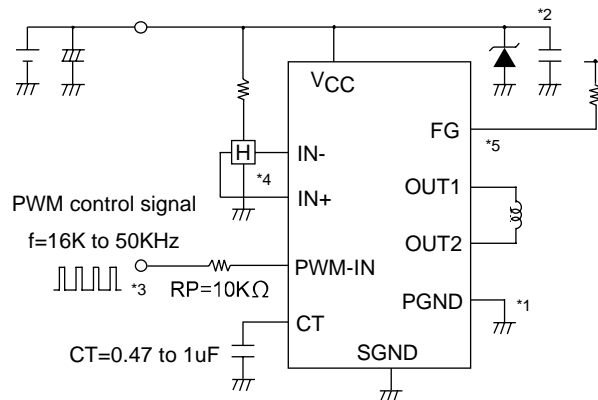 *2
VCC
FG
*5
H
IN-
*4
IN+
OUT1
PWM control signal
f=16K to 50KHz
OUT2
PWM-IN
*3
RP=10KΩ
PGND
*1
CT
CT=0.47 to 1uF
SGND